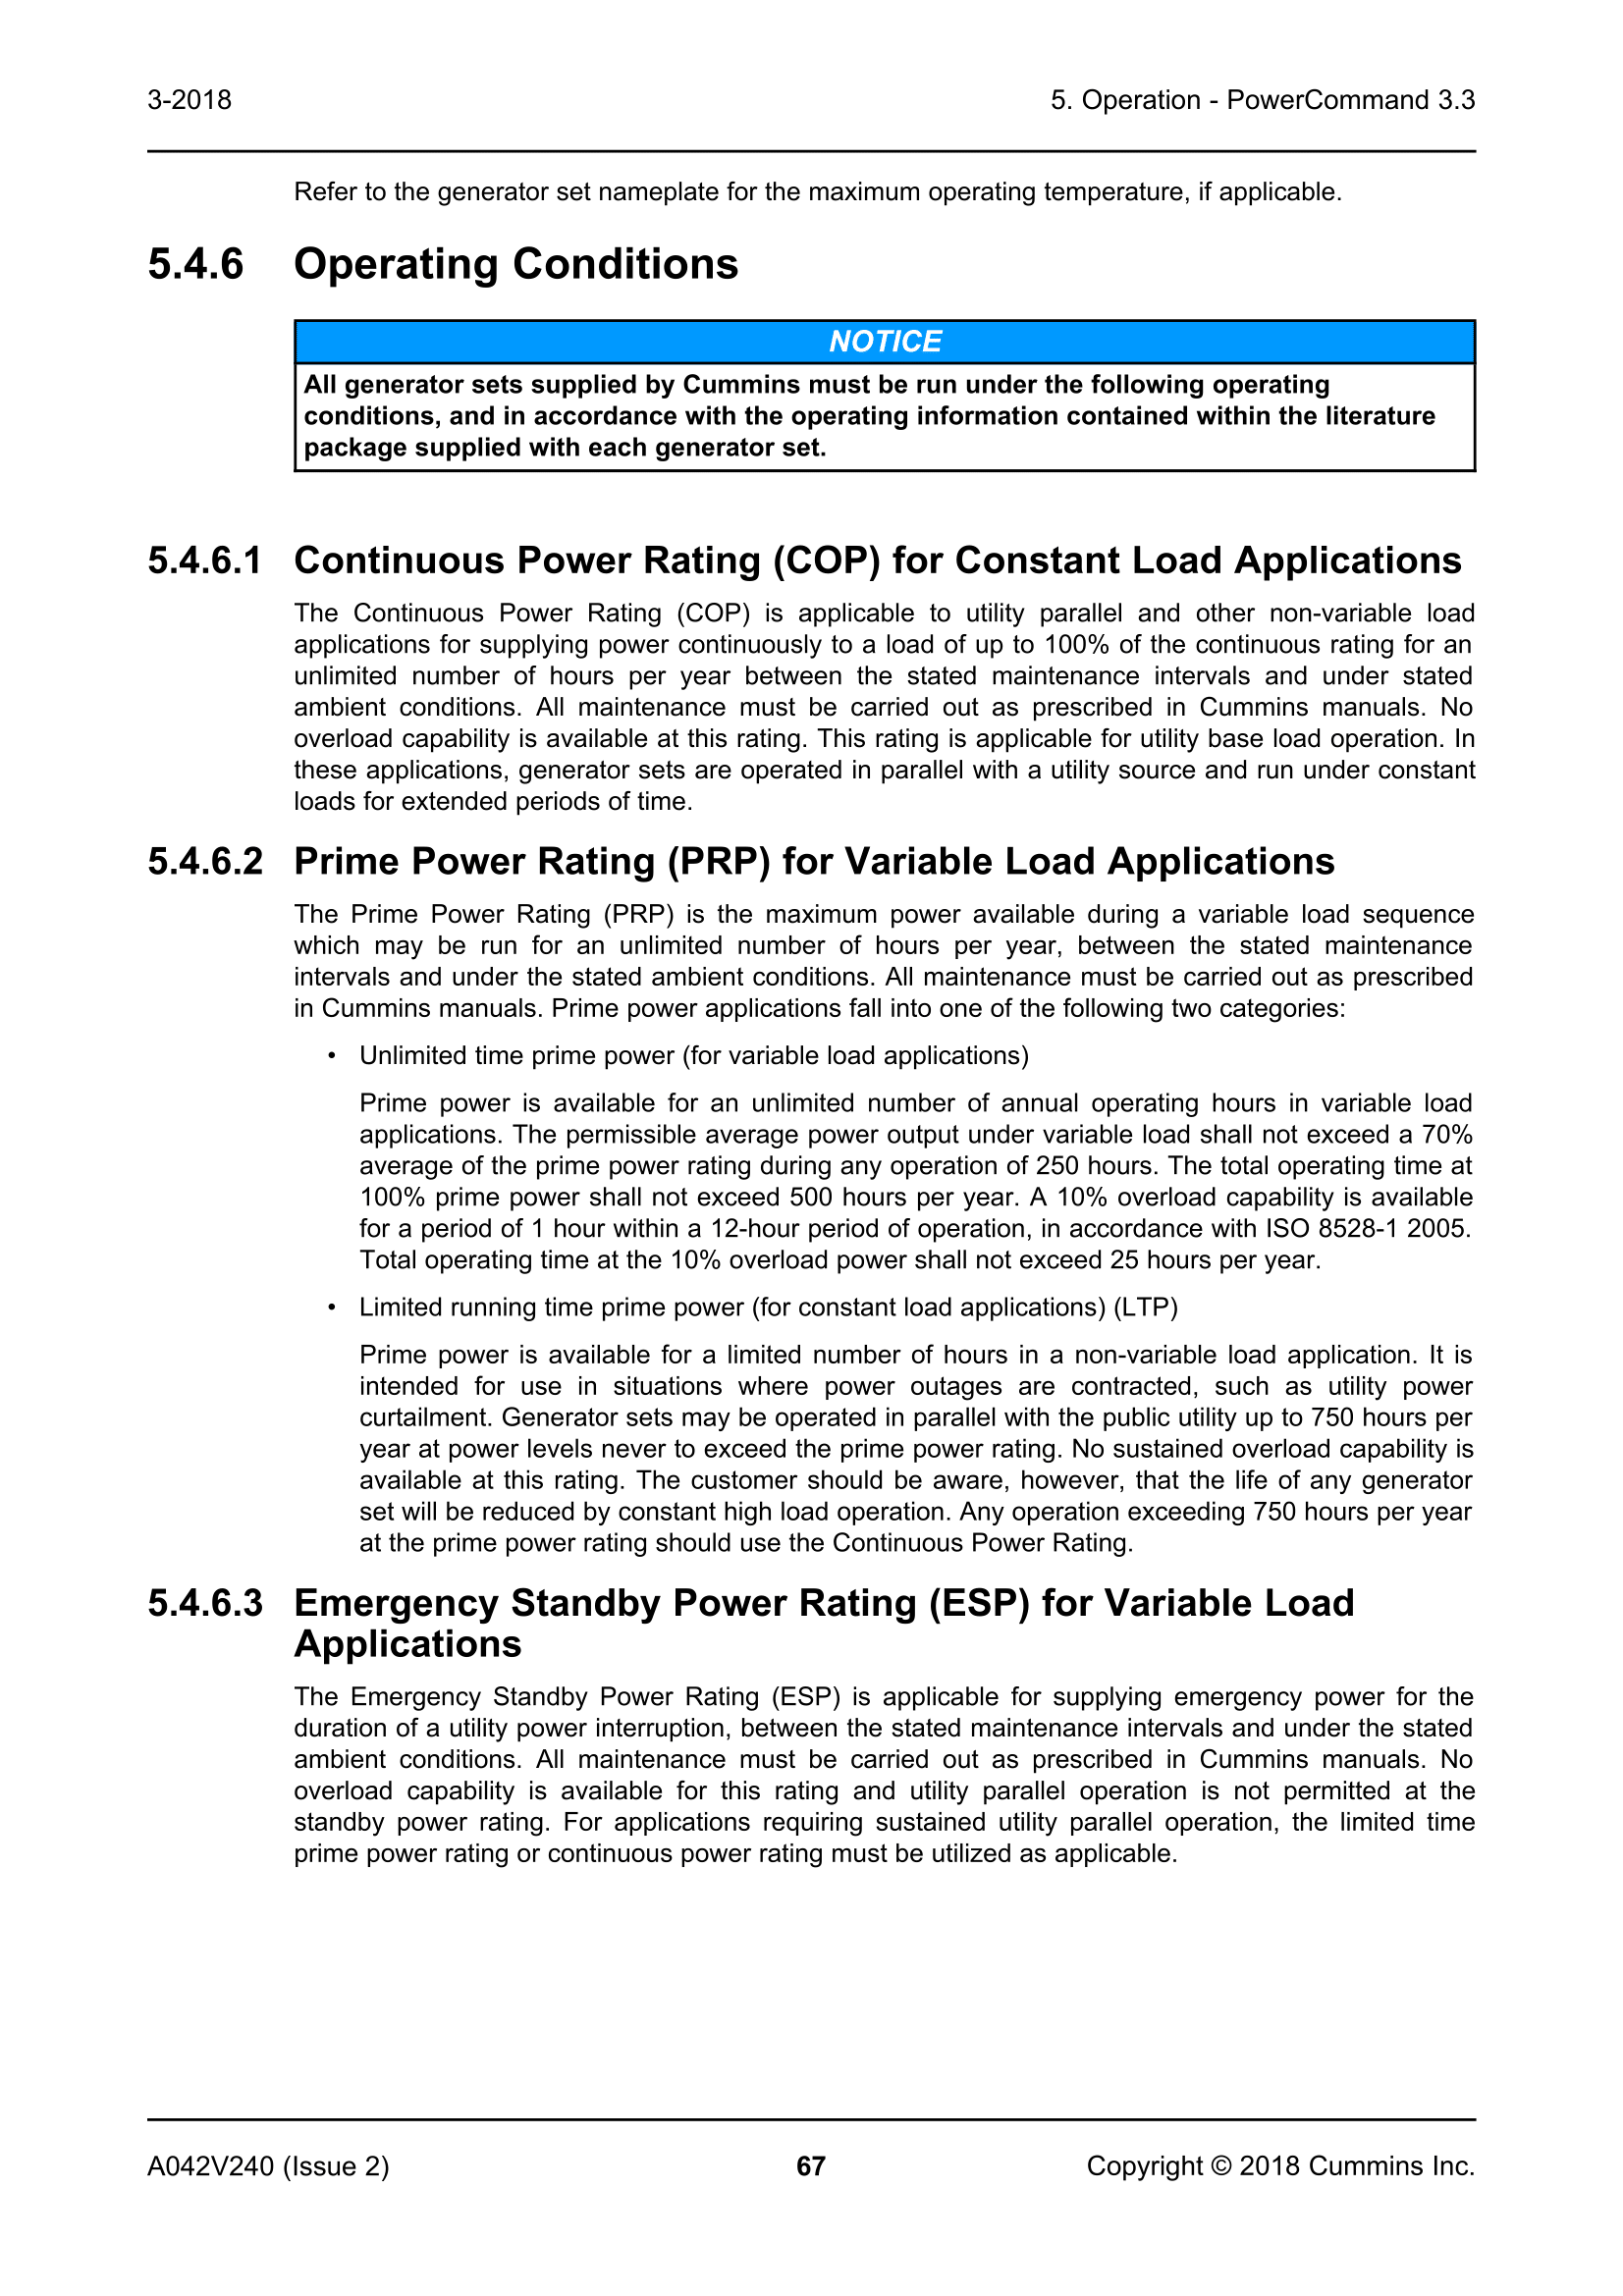 3-2018
5. Operation - PowerCommand 3.3
Refer to the generator set nameplate for the maximum operating temperature, if applicable.
5.4.6 Operating Conditions
NOTICE
All generator sets supplied by Cummins must be run under the following operating
conditions, and in accordance with the operating information contained within the literature
package supplied with each generator set.
5.4.6.1 Continuous Power Rating (COP) for Constant Load Applications
The Continuous Power Rating (COP) is applicable to utility parallel and other non-variable load
applications for supplying power continuously to a load of up to 100% of the continuous rating for an
unlimited number of hours per year between the stated maintenance intervals and under stated
ambient conditions. All maintenance must be carried out as prescribed in Cummins manuals. No
overload capability is available at this rating. This rating is applicable for utility base load operation. In
these applications, generator sets are operated in parallel with a utility source and run under constant
loads for extended periods of time.
5.4.6.2 Prime Power Rating (PRP) for Variable Load Applications
The Prime Power Rating (PRP) is the maximum power available during a variable load sequence
which may be run for an unlimited number of hours per year, between the stated maintenance
intervals and under the stated ambient conditions. All maintenance must be carried out as prescribed
in Cummins manuals. Prime power applications fall into one of the following two categories:
• Unlimited time prime power (for variable load applications)
Prime power is available for an unlimited number of annual operating hours in variable load
applications. The permissible average power output under variable load shall not exceed a 70%
average of the prime power rating during any operation of 250 hours. The total operating time at
100% prime power shall not exceed 500 hours per year. A 10% overload capability is available
for a period of 1 hour within a 12-hour period of operation, in accordance with ISO 8528-1 2005.
Total operating time at the 10% overload power shall not exceed 25 hours per year.
• Limited running time prime power (for constant load applications) (LTP)
Prime power is available for a limited number of hours in a non-variable load application. It is
intended for use in situations where power outages are contracted, such as utility power
curtailment. Generator sets may be operated in parallel with the public utility up to 750 hours per
year at power levels never to exceed the prime power rating. No sustained overload capability is
available at this rating. The customer should be aware, however, that the life of any generator
set will be reduced by constant high load operation. Any operation exceeding 750 hours per year
at the prime power rating should use the Continuous Power Rating.
5.4.6.3 Emergency Standby Power Rating (ESP) for Variable Load
Applications
The Emergency Standby Power Rating (ESP) is applicable for supplying emergency power for the
duration of a utility power interruption, between the stated maintenance intervals and under the stated
ambient conditions. All maintenance must be carried out as prescribed in Cummins manuals. No
overload capability is available for this rating and utility parallel operation is not permitted at the
standby power rating. For applications requiring sustained utility parallel operation, the limited time
prime power rating or continuous power rating must be utilized as applicable.
A042V240 (Issue 2)
67
Copyright © 2018 Cummins Inc.